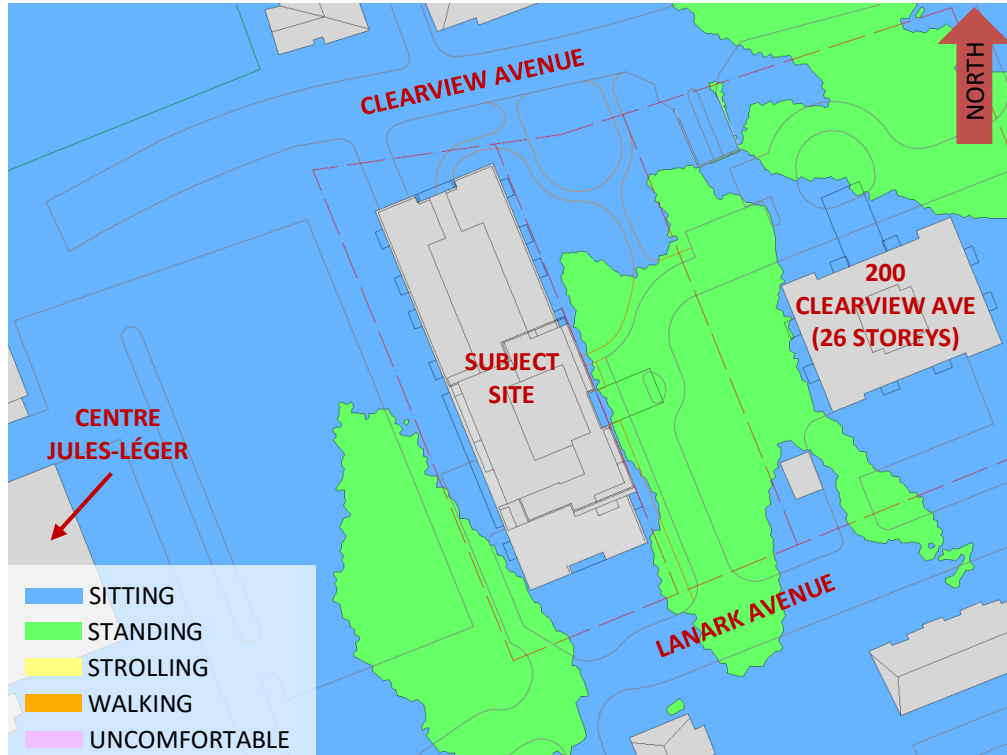 CLEARVIEW AVENUE
NORTH
200
CLEARVIEW AVE
(26 STOREYS)
SUBJECT
SITE
CENTRE
JULES-LÉGER
LANARK AVENUE
SITTING
STANDING
STROLLING
WALKING
UNCOMFORTABLE